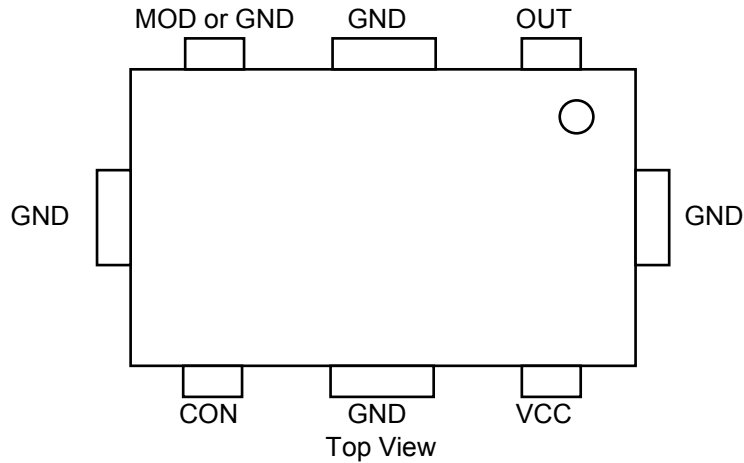 MOD or GND GND OUT
GND GND
CON GND VCC
Top View